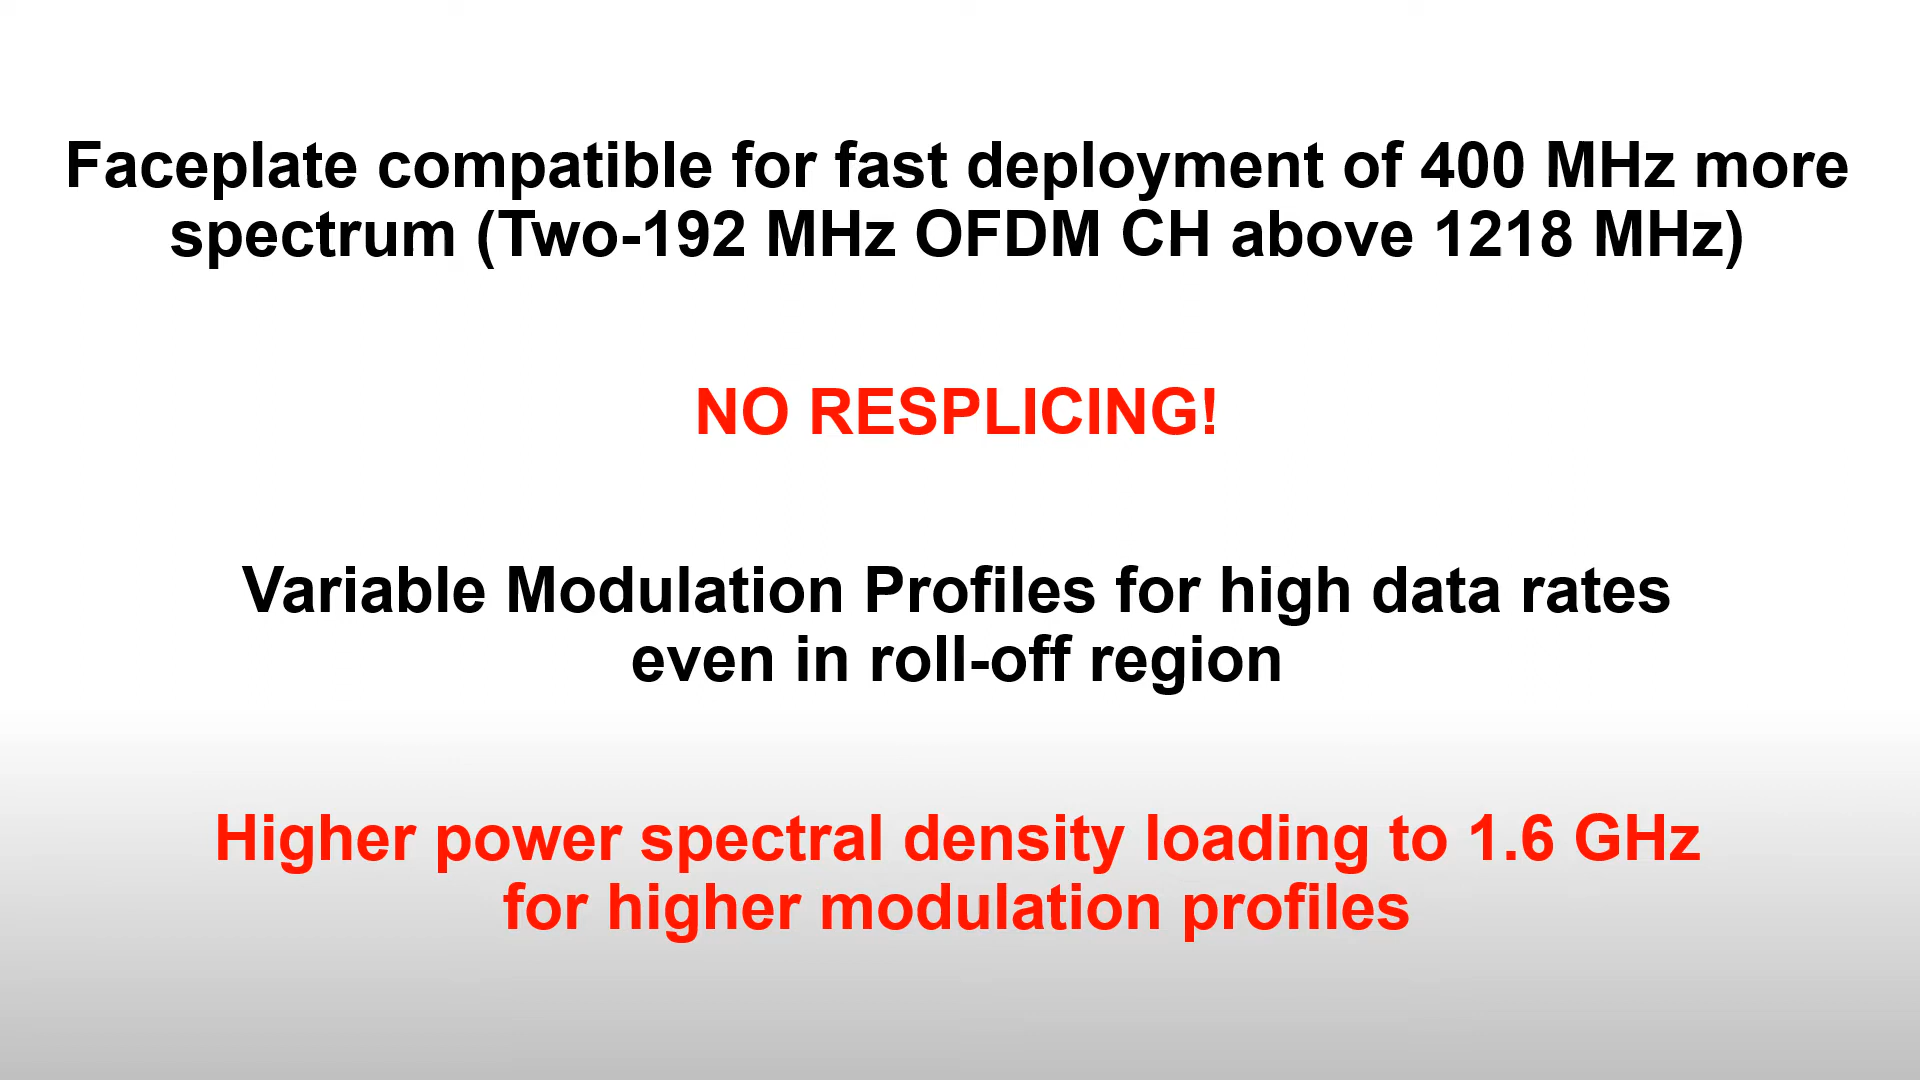 Faceplate compatible for fast deployment of 400 MHz more
spectrum (Two-192 MHz OFDM CH above 1218 MHz)
NO RESPLICING!
Variable Modulation Profiles for high data rates
even in roll-off region
Higher power spectral density loading to 1.6 GHz
for higher modulation profiles